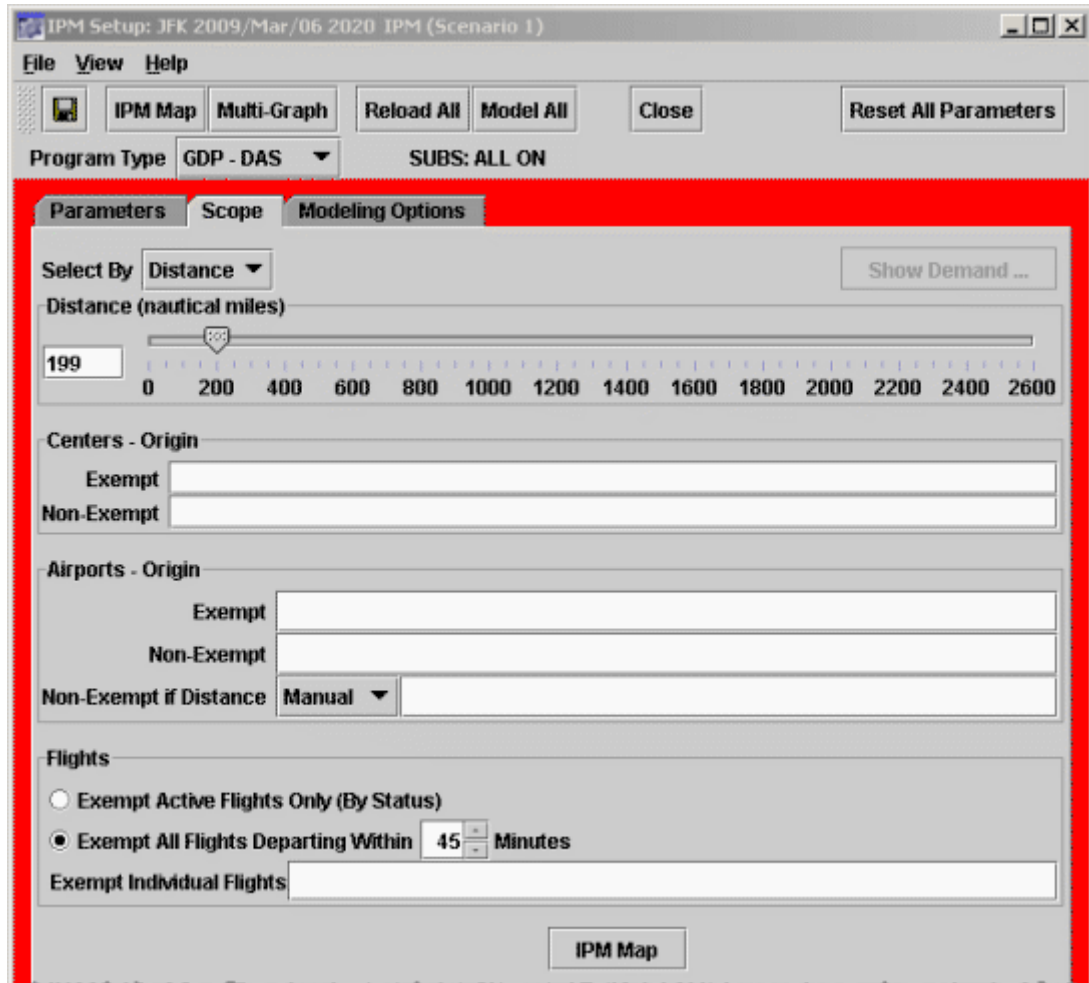 IPM Setup: JFK 2009/Mar/06 2020 IPM (Scenario 1)
File View Help
IPM Map Multi-Graph Reload All Model All Close Reset All Parameters
Program Type GDP - DAS SUBS: ALL ON
Parameters Scope Modeling Options
Select By Distance Show Demand ...
Distance (nautical miles)
199
0 200 400 600 800 1000 1200 1400 1600 1800 2000 2200 2400 2600
Centers - Origin
Exempt
Non-Exempt
Airports - Origin
Exempt
Non-Exempt
Non-Exempt if Distance Manual
Flights
Exempt Active Flights Only (By Status)
Exempt All Flights Departing Within 45 Minutes
Exempt Individual Flights
IPM Map